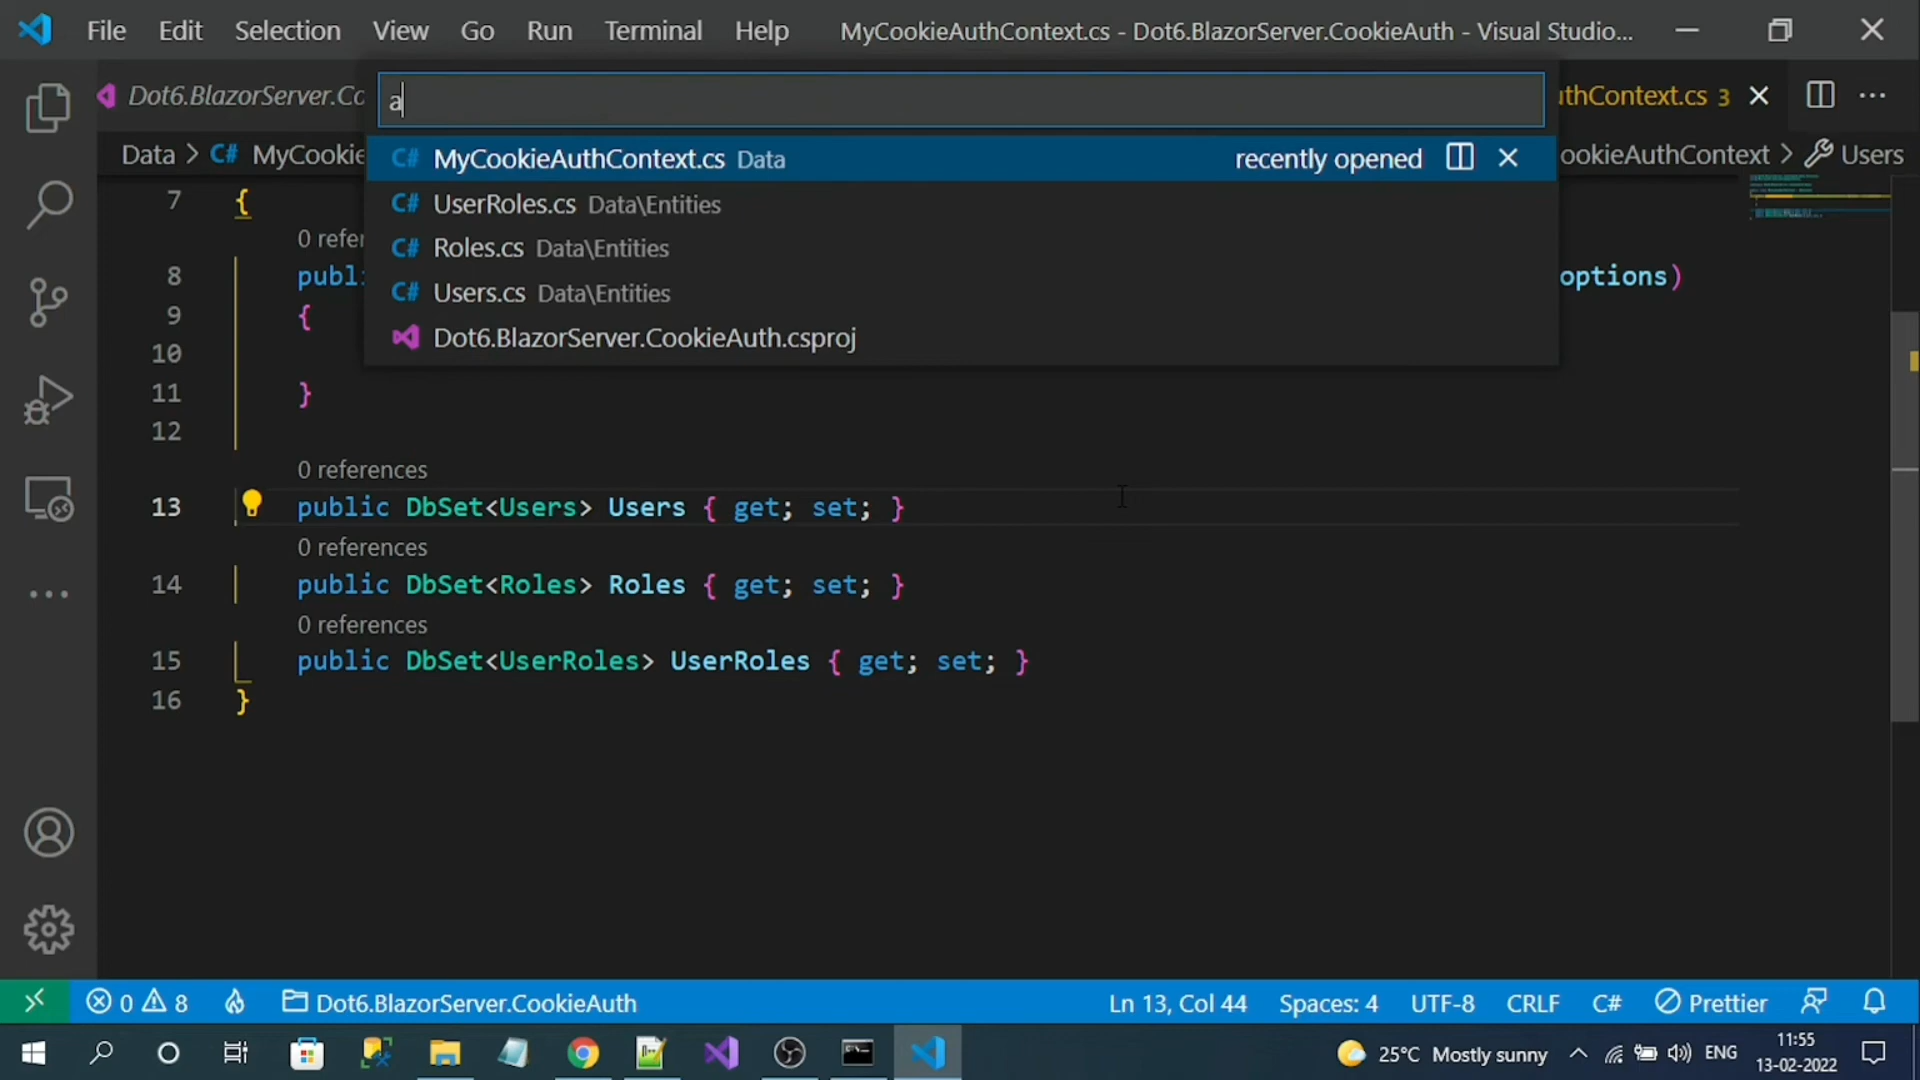 File Edit Selection View Go Run Terminal Help MyCookieAuthContext.cs - Dot6.BlazorServer.CookieAuth - Visual Studio...
Dot6.BlazorServer.Co a thContext.cs 3
Data > C# MyCookie C# MyCookieAuthContext.cs Data recently opened ookieAuthContext > Users
C# UserRoles.cs Data\Entities
C# Roles.cs Data\Entities
C# Users.cs Data\Entities
Dot6.BlazorServer.CookieAuth.csproj
7 {
0 refer
8 publi options)
9 {
10
11 }
12
0 references
13 public DbSet<Users> Users { get; set; }
0 references
14 public DbSet<Roles> Roles { get; set; }
0 references
15 public DbSet<UserRoles> UserRoles { get; set; }
16 }
0 8 Dot6.BlazorServer.CookieAuth Ln 13, Col 44 Spaces: 4 UTF-8 CRLF C# Prettier
25°C Mostly sunny ENG 11:55
13-02-2022